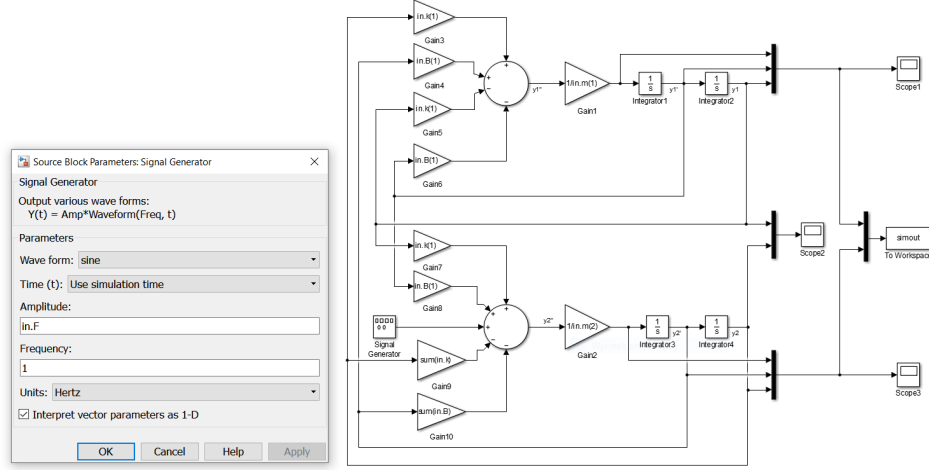 Source Block Parameters: Signal Generator
Signal Generator
Output various wave forms:
Y(t) = Amp*Waveform(Freq, t)
Parameters
Wave form: sine
Time (t): Use simulation time
Amplitude:
in.F
Frequency:
1
Units: Hertz
Interpret vector parameters as 1-D
OK Cancel Help Apply
in.k(1)
Gain3
in.B(1)
Gain4
in.k(1)
Gain5
in.B(1)
Gain6
+
+
−
−
y1''
1/in.m(1)
Gain1
1
s
Integrator1
y1'
1
s
Integrator2
y1
Scope1
in.k(1)
Gain7
in.B(1)
Gain8
Signal
Generator
sum(in.k)
Gain9
sum(in.B)
Gain10
+
+
+
−
−
y2''
1/in.m(2)
Gain2
1
s
Integrator3
y2'
1
s
Integrator4
y2
Scope2
simout
To Workspace
Scope3